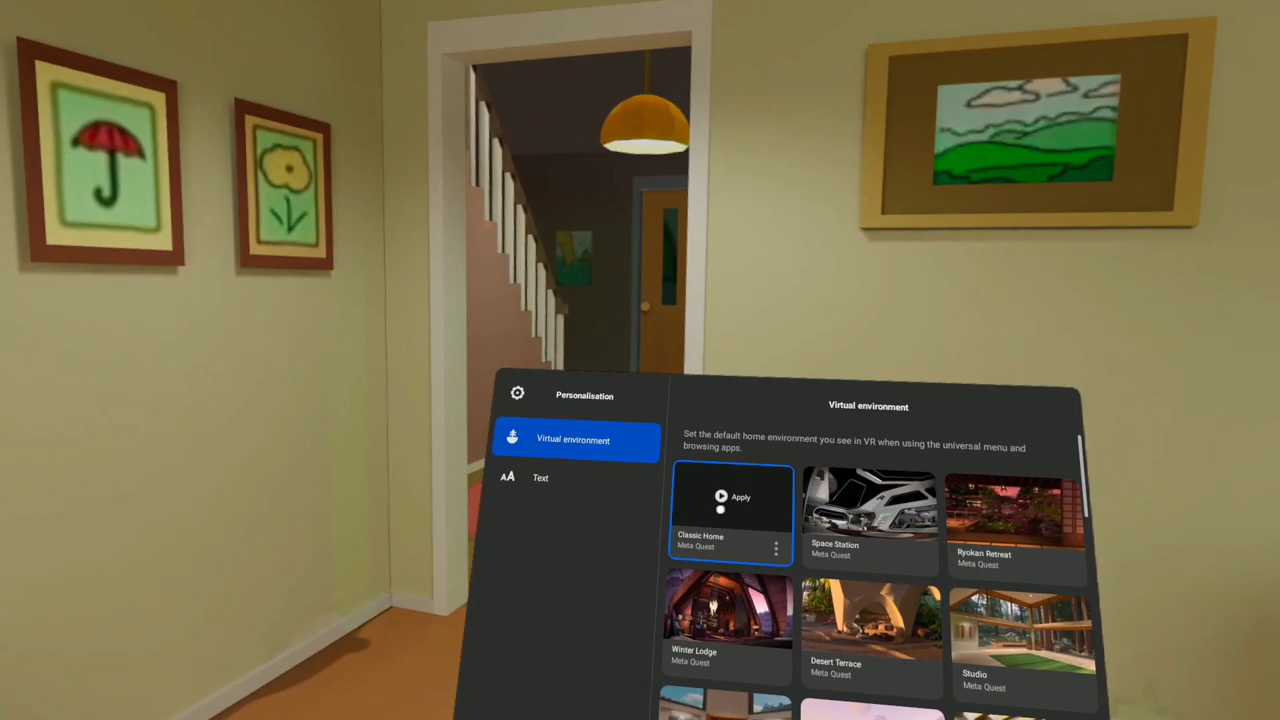 Personalisation
Virtual environment
AA Text
Virtual environment
Set the default home environment you see in VR when using the universal menu and
browsing apps.
Apply
Classic Home
Meta Quest
Space Station
Meta Quest
Ryokan Retreat
Meta Quest
Winter Lodge
Meta Quest
Desert Terrace
Meta Quest
Studio
Meta Quest